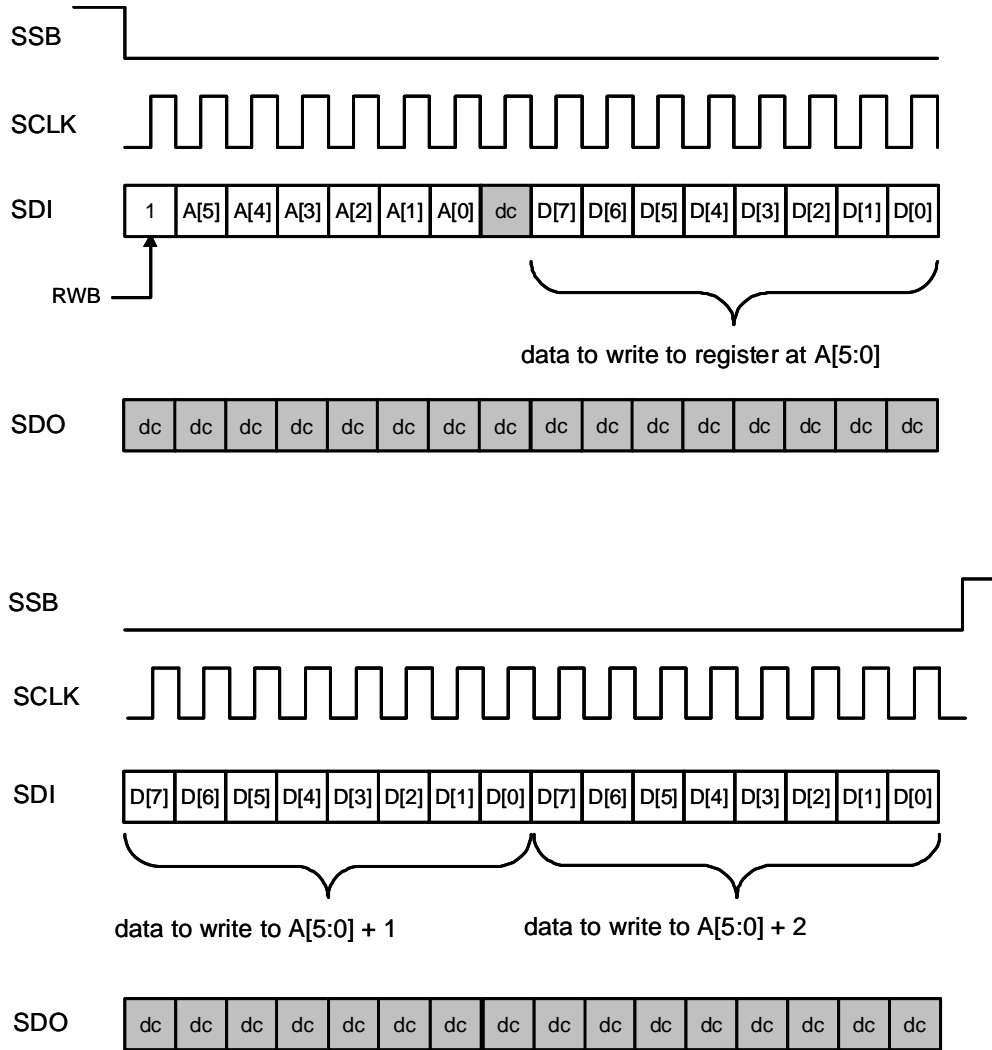 SSB
SCLK
SDI 1 A[5] A[4] A[3] A[2] A[1] A[0] dc D[7] D[6] D[5] D[4] D[3] D[2] D[1] D[0]
RWB
data to write to register at A[5:0]
SDO dc dc dc dc dc dc dc dc dc dc dc dc dc dc dc dc
SSB
SCLK
SDI D[7] D[6] D[5] D[4] D[3] D[2] D[1] D[0] D[7] D[6] D[5] D[4] D[3] D[2] D[1] D[0]
data to write to A[5:0] + 1 data to write to A[5:0] + 2
SDO dc dc dc dc dc dc dc dc dc dc dc dc dc dc dc dc